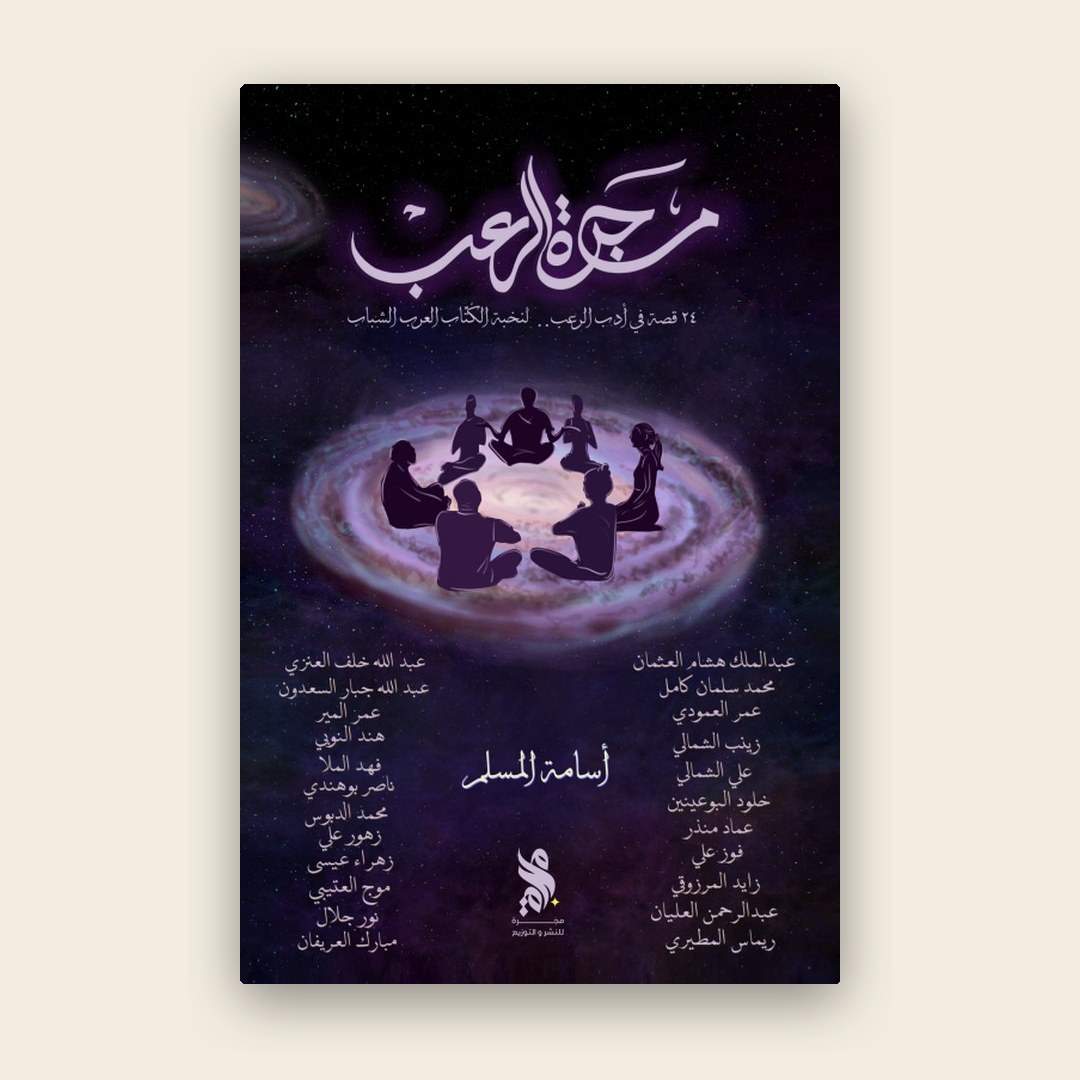 مجرة الرعب
٢٤ قصة في أدب الرعب.. لنخبة الكُتّاب العرب الشباب
عبدالملك هشام العثمان
محمد سلمان كامل
عمر العمودي
زينب الشمالي
علي الشمالي
خلود البوعينين
عماد منذر
فوز علي
زايد المرزوقي
عبدالرحمن العليان
ريماس المطيري
أسامة المسلم
عبد الله خلف العنزي
عبد الله جبار السعدون
عمر المير
هند النوبي
فهد الملا
ناصر بوهندي
محمد الدبوس
زهور علي
زهراء عيسى
موج العتيبي
نور جلال
مبارك العريفان
مجرة
للنشر و التوزيع